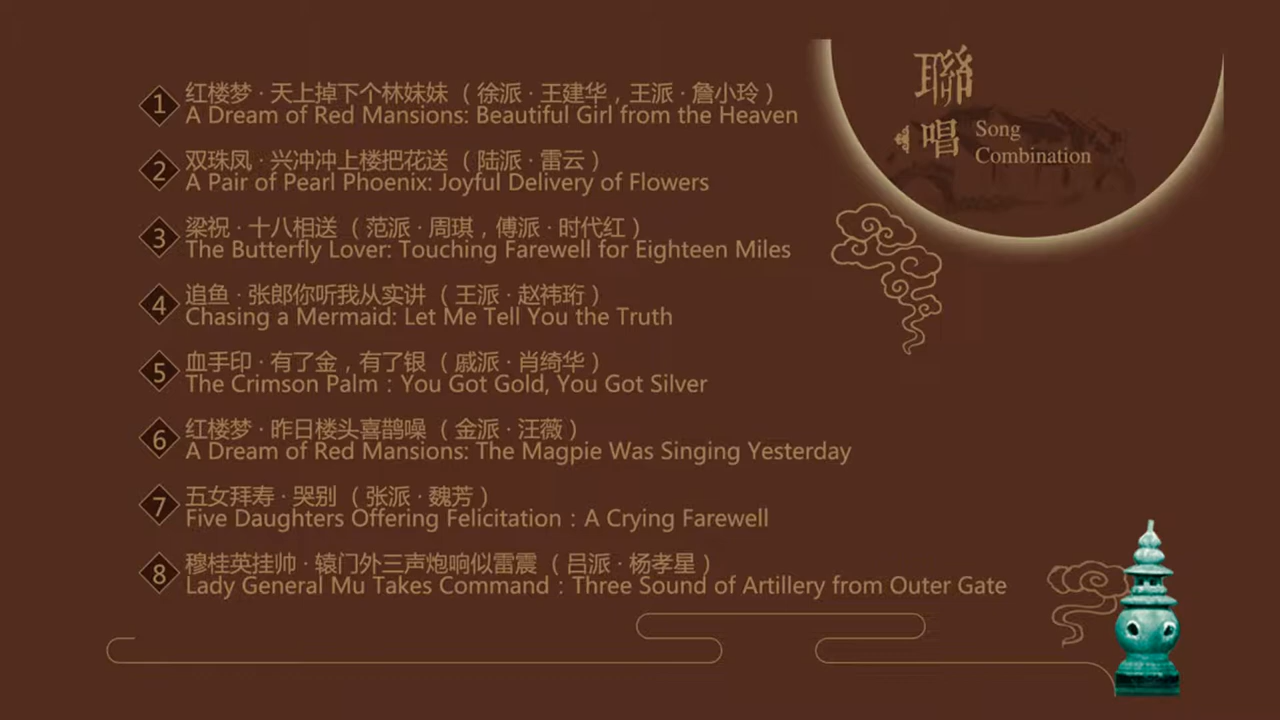 聯唱
Song
Combination
1
红楼梦 · 天上掉下个林妹妹（徐派 · 王建华，王派 · 詹小玲）
A Dream of Red Mansions: Beautiful Girl from the Heaven
2
双珠凤 · 兴冲冲上楼把花送（陆派 · 雷云）
A Pair of Pearl Phoenix: Joyful Delivery of Flowers
3
梁祝 · 十八相送（范派 · 周琪，傅派 · 时代红）
The Butterfly Lover: Touching Farewell for Eighteen Miles
4
追鱼 · 张郎你听我从实讲（王派 · 赵祎珩）
Chasing a Mermaid: Let Me Tell You the Truth
5
血手印 · 有了金，有了银（戚派 · 肖绮华）
The Crimson Palm：You Got Gold, You Got Silver
6
红楼梦 · 昨日楼头喜鹊噪（金派 · 汪薇）
A Dream of Red Mansions: The Magpie Was Singing Yesterday
7
五女拜寿 · 哭别（张派 · 魏芳）
Five Daughters Offering Felicitation：A Crying Farewell
8
穆桂英挂帅 · 辕门外三声炮响似雷震（吕派 · 杨孝星）
Lady General Mu Takes Command：Three Sound of Artillery from Outer Gate